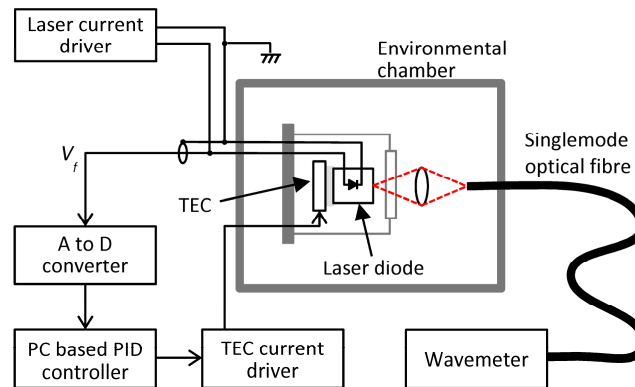 Laser current
driver
Environmental
chamber
Singlemode
optical fibre
V_f
TEC
Laser diode
A to D
converter
PC based PID
controller
TEC current
driver
Wavemeter